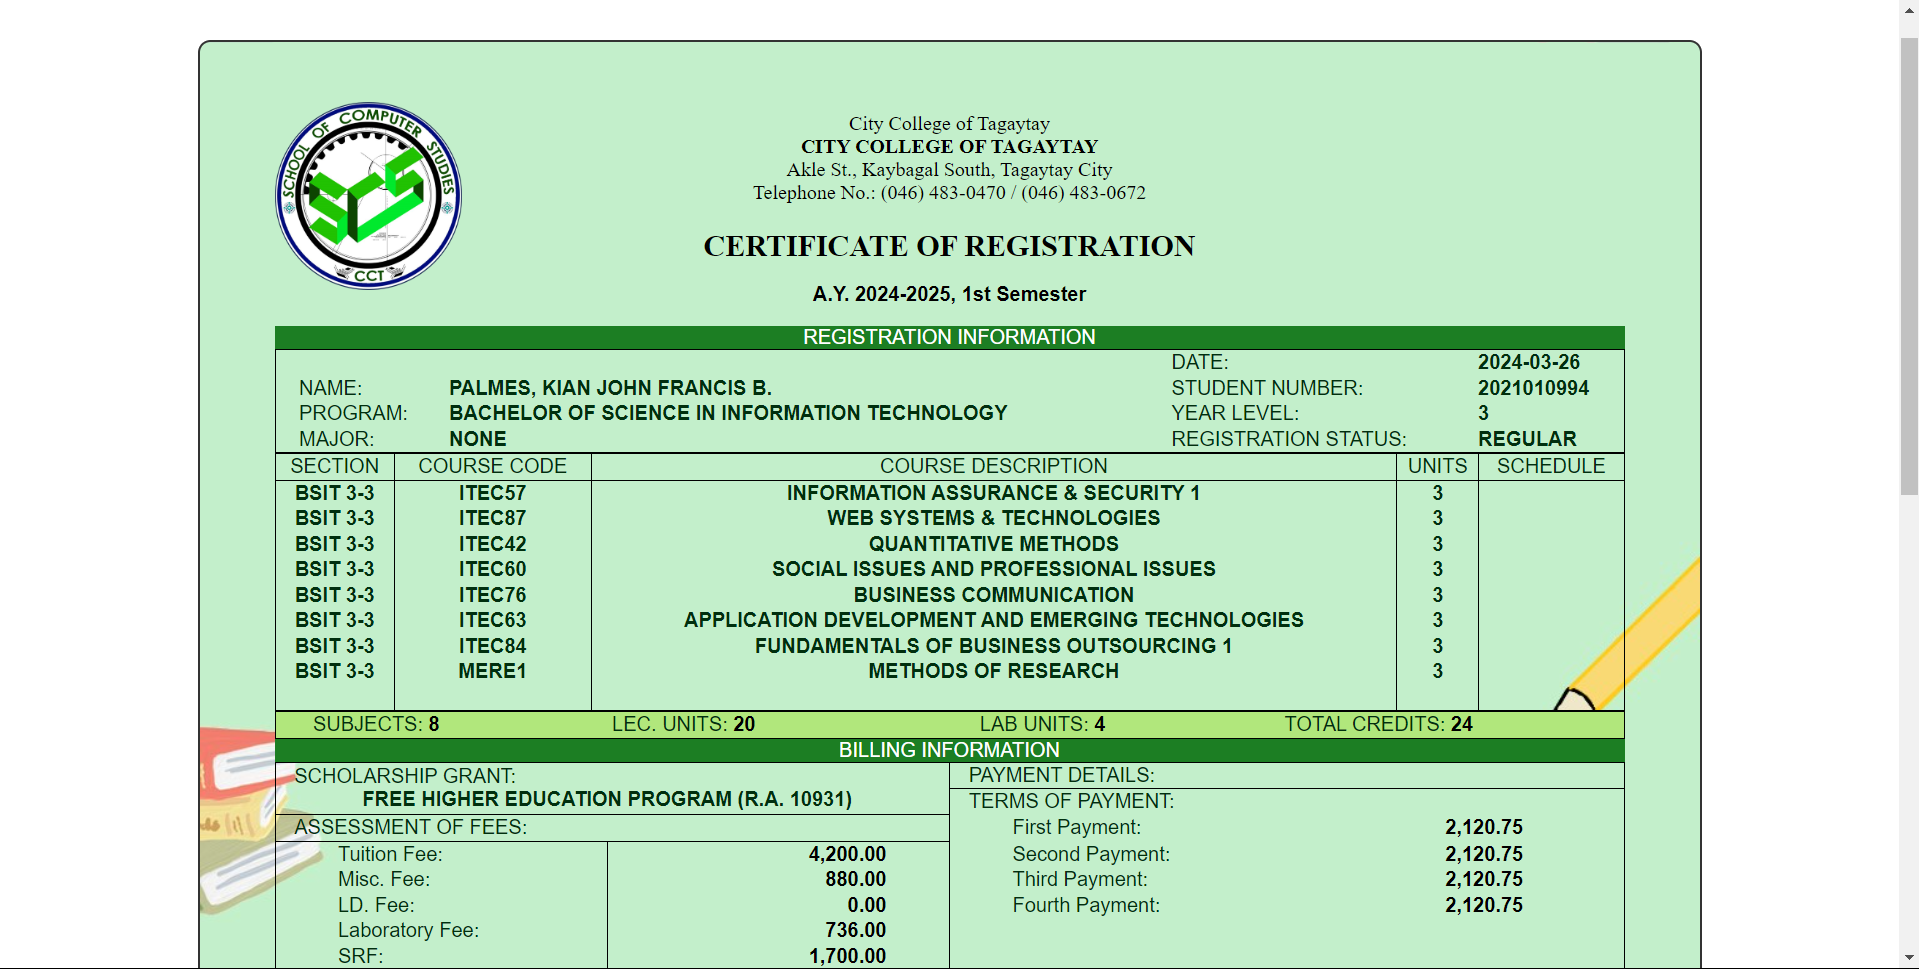 SCHOOL OF COMPUTER STUDIES
CCT
City College of Tagaytay
CITY COLLEGE OF TAGAYTAY
Akle St., Kaybagal South, Tagaytay City
Telephone No.: (046) 483-0470 / (046) 483-0672
CERTIFICATE OF REGISTRATION
A.Y. 2024-2025, 1st Semester
REGISTRATION INFORMATION
DATE: 2024-03-26
NAME: PALMES, KIAN JOHN FRANCIS B. STUDENT NUMBER: 2021010994
PROGRAM: BACHELOR OF SCIENCE IN INFORMATION TECHNOLOGY YEAR LEVEL: 3
MAJOR: NONE REGISTRATION STATUS: REGULAR
SECTION COURSE CODE COURSE DESCRIPTION UNITS SCHEDULE
BSIT 3-3 ITEC57 INFORMATION ASSURANCE & SECURITY 1 3
BSIT 3-3 ITEC87 WEB SYSTEMS & TECHNOLOGIES 3
BSIT 3-3 ITEC42 QUANTITATIVE METHODS 3
BSIT 3-3 ITEC60 SOCIAL ISSUES AND PROFESSIONAL ISSUES 3
BSIT 3-3 ITEC76 BUSINESS COMMUNICATION 3
BSIT 3-3 ITEC63 APPLICATION DEVELOPMENT AND EMERGING TECHNOLOGIES 3
BSIT 3-3 ITEC84 FUNDAMENTALS OF BUSINESS OUTSOURCING 1 3
BSIT 3-3 MERE1 METHODS OF RESEARCH 3
SUBJECTS: 8 LEC. UNITS: 20 LAB UNITS: 4 TOTAL CREDITS: 24
BILLING INFORMATION
SCHOLARSHIP GRANT:
FREE HIGHER EDUCATION PROGRAM (R.A. 10931)
ASSESSMENT OF FEES:
Tuition Fee: 4,200.00
Misc. Fee: 880.00
LD. Fee: 0.00
Laboratory Fee: 736.00
SRF: 1,700.00
PAYMENT DETAILS:
TERMS OF PAYMENT:
First Payment: 2,120.75
Second Payment: 2,120.75
Third Payment: 2,120.75
Fourth Payment: 2,120.75